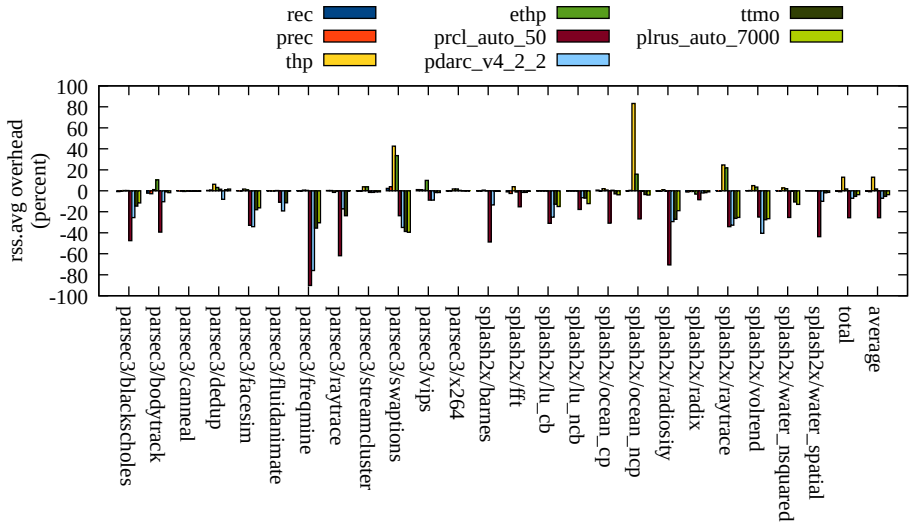 rec ethp ttmo
prec prcl_auto_50 plrus_auto_7000
thp pdarc_v4_2_2
rss.avg overhead
(percent)
100
80
60
40
20
0
-20
-40
-60
-80
-100
parsec3/blackscholes
parsec3/bodytrack
parsec3/canneal
parsec3/dedup
parsec3/facesim
parsec3/fluidanimate
parsec3/freqmine
parsec3/raytrace
parsec3/streamcluster
parsec3/swaptions
parsec3/vips
parsec3/x264
splash2x/barnes
splash2x/fft
splash2x/lu_cb
splash2x/lu_ncb
splash2x/ocean_cp
splash2x/ocean_ncp
splash2x/radiosity
splash2x/radix
splash2x/raytrace
splash2x/volrend
splash2x/water_nsquared
splash2x/water_spatial
total
average